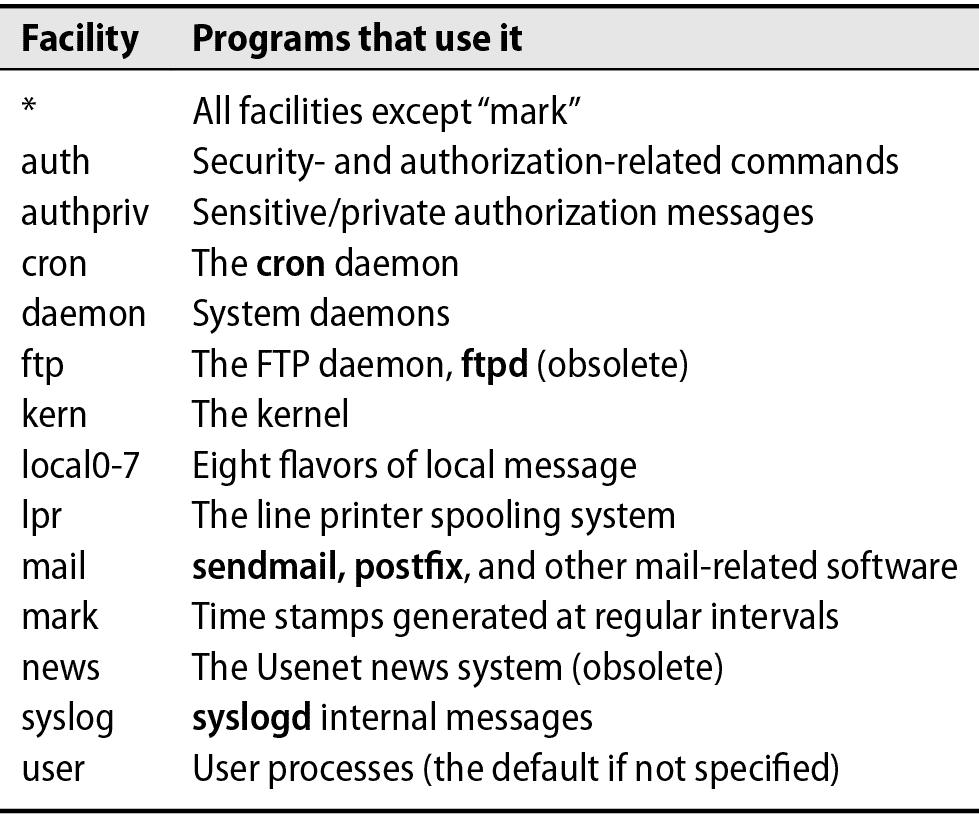 Facility Programs that use it
* All facilities except “mark”
auth Security- and authorization-related commands
authpriv Sensitive/private authorization messages
cron The cron daemon
daemon System daemons
ftp The FTP daemon, ftpd (obsolete)
kern The kernel
local0-7 Eight flavors of local message
lpr The line printer spooling system
mail sendmail, postfix, and other mail-related software
mark Time stamps generated at regular intervals
news The Usenet news system (obsolete)
syslog syslogd internal messages
user User processes (the default if not specified)